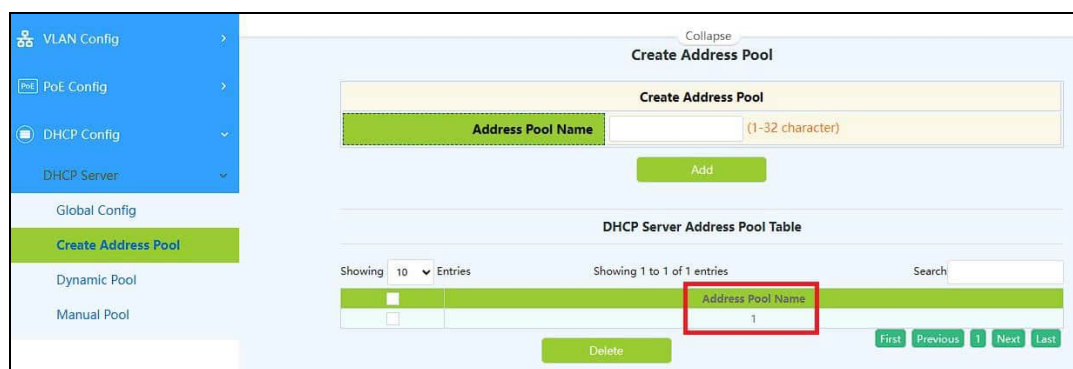 VLAN Config
PoE PoE Config
DHCP Config
DHCP Server
Global Config
Create Address Pool
Dynamic Pool
Manual Pool
Collapse
Create Address Pool
Create Address Pool
Address Pool Name (1-32 character)
Add
DHCP Server Address Pool Table
Showing 10 Entries Showing 1 to 1 of 1 entries Search
Address Pool Name
1
First Previous 1 Next Last
Delete